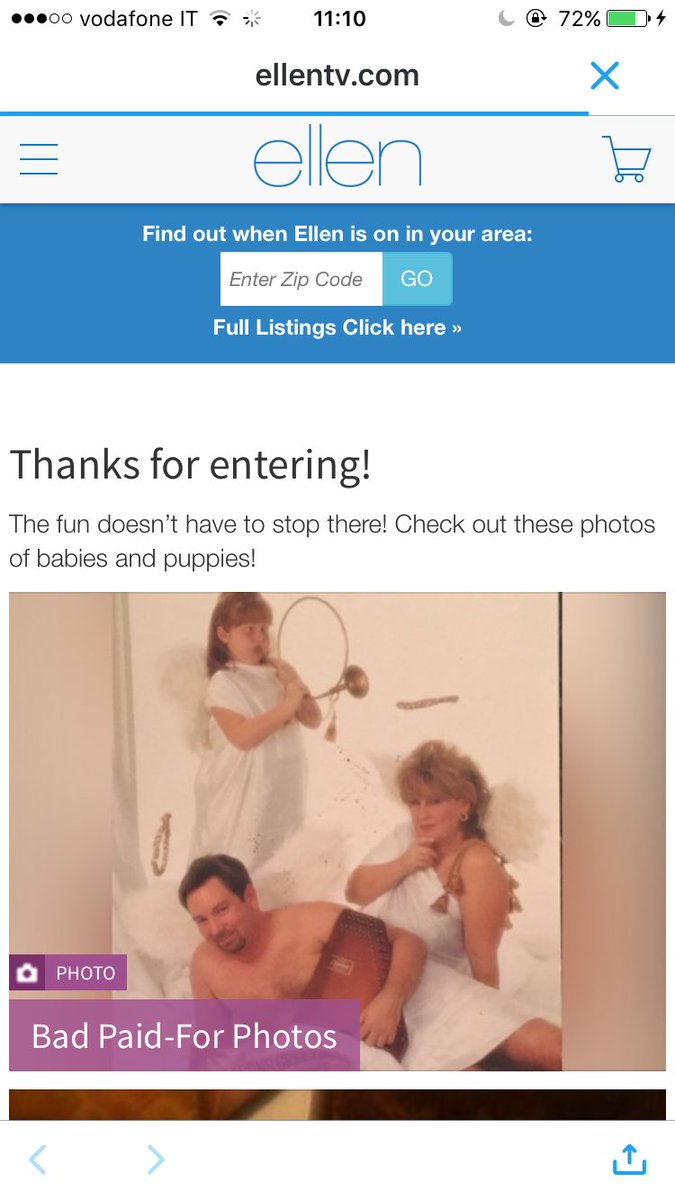 vodafone IT 11:10 72%
ellentv.com
ellen
Find out when Ellen is on in your area:
Enter Zip Code GO
Full Listings Click here »
Thanks for entering!
The fun doesn’t have to stop there! Check out these photos
of babies and puppies!
PHOTO
Bad Paid-For Photos